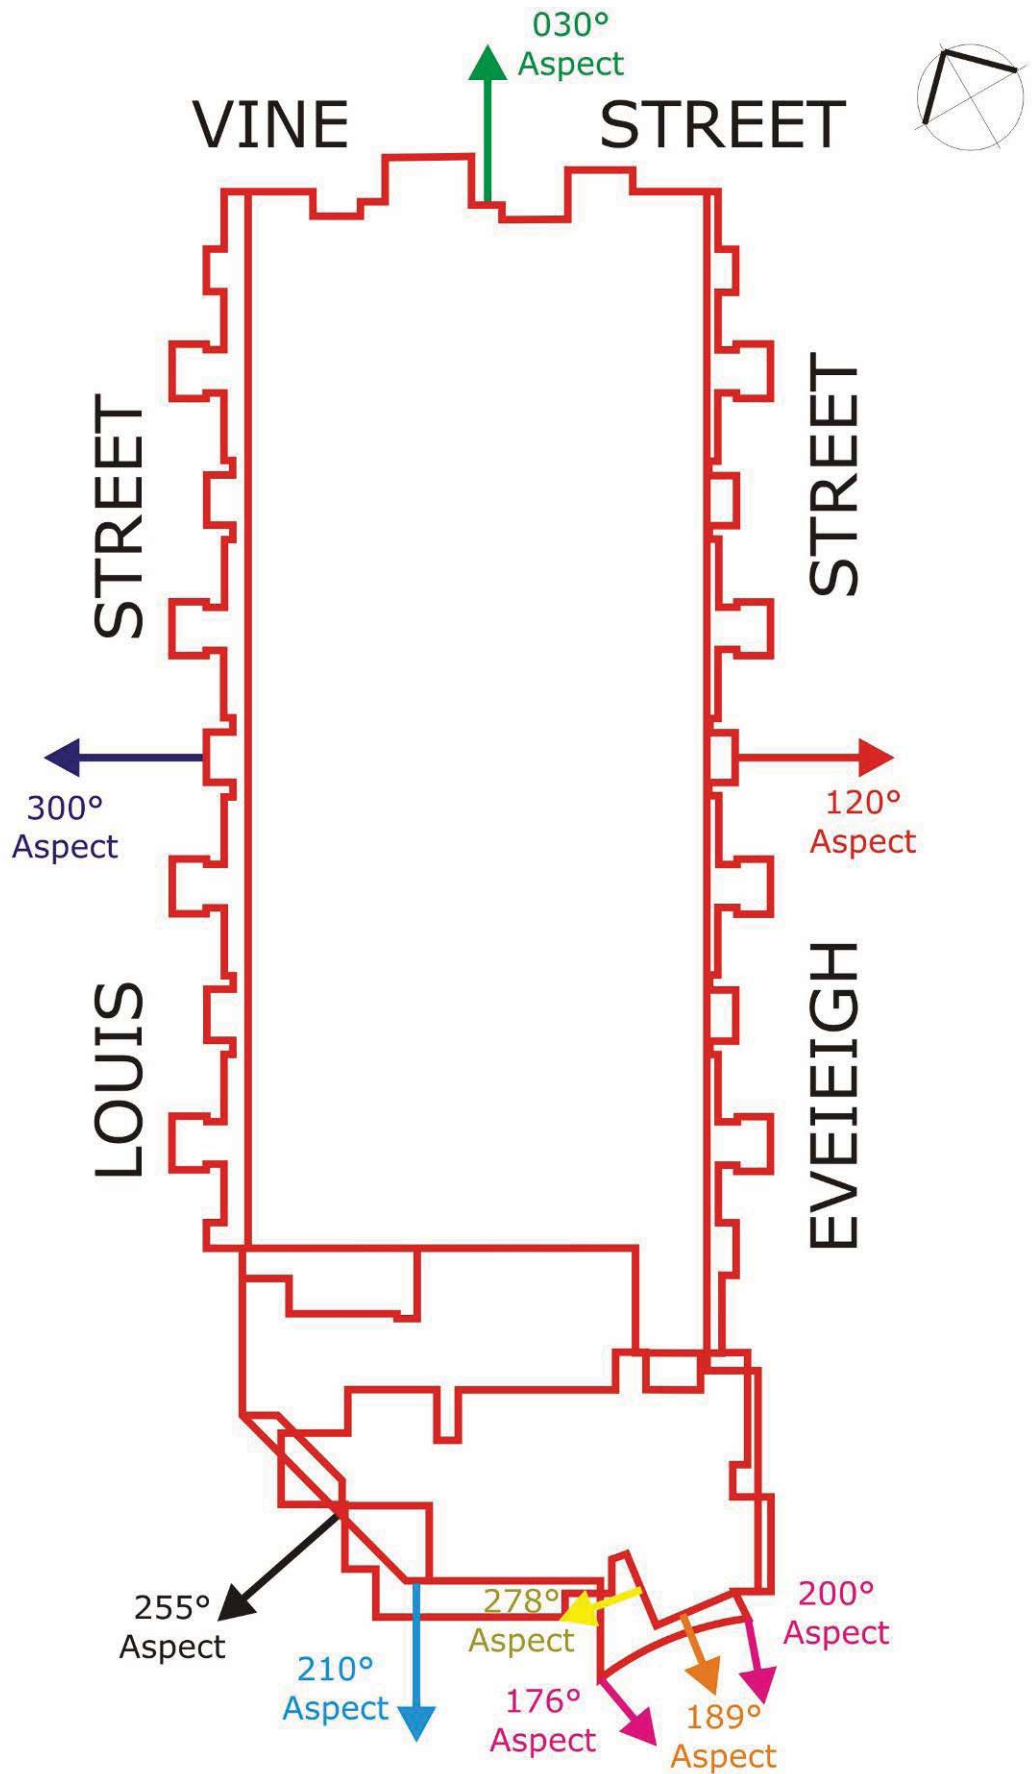 030°
Aspect
VINE STREET
STREET
STREET
300°
Aspect
120°
Aspect
LOUIS
EVEIEIGH
255°
Aspect
210°
Aspect
278°
Aspect
176°
Aspect
189°
Aspect
200°
Aspect